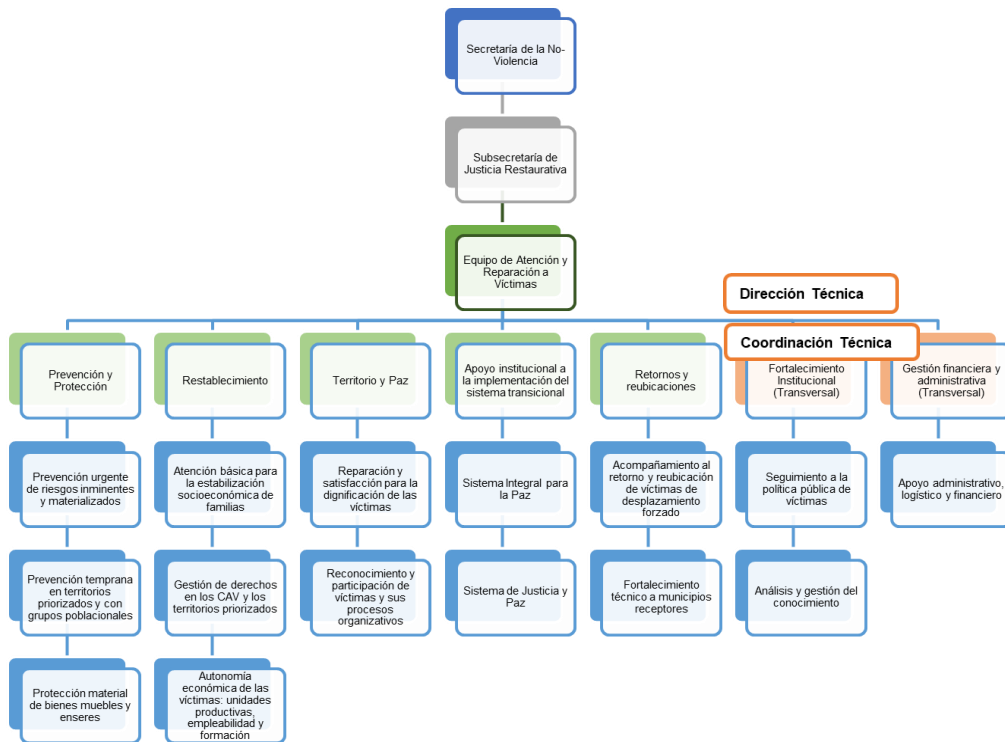 Secretaría de la No-
Violencia
Subsecretaría de
Justicia Restaurativa
Equipo de Atención y
Reparación a
Víctimas
Dirección Técnica
Coordinación Técnica
Prevención y
Protección
Restablecimiento
Territorio y Paz
Apoyo institucional a
la implementación del
sistema transicional
Retornos y
reubicaciones
Fortalecimiento
Institucional
(Transversal)
Gestión financiera y
administrativa
(Transversal)
Prevención urgente
de riesgos inminentes
y materializados
Atención básica para
la estabilización
socioeconómica de
familias
Reparación y
satisfacción para la
dignificación de las
víctimas
Sistema Integral para
la Paz
Acompañamiento al
retorno y reubicación
de víctimas de
desplazamiento
forzado
Seguimiento a la
política pública de
víctimas
Apoyo administrativo,
logístico y financiero
Prevención temprana
en territorios
priorizados y con
grupos poblacionales
Gestión de derechos
en los CAV y los
territorios priorizados
Reconocimiento y
participación de
víctimas y sus
procesos
organizativos
Sistema de Justicia y
Paz
Fortalecimiento
técnico a municipios
receptores
Análisis y gestión del
conocimiento
Protección material
de bienes muebles y
enseres
Autonomía
económica de las
víctimas: unidades
productivas,
empleabilidad y
formación